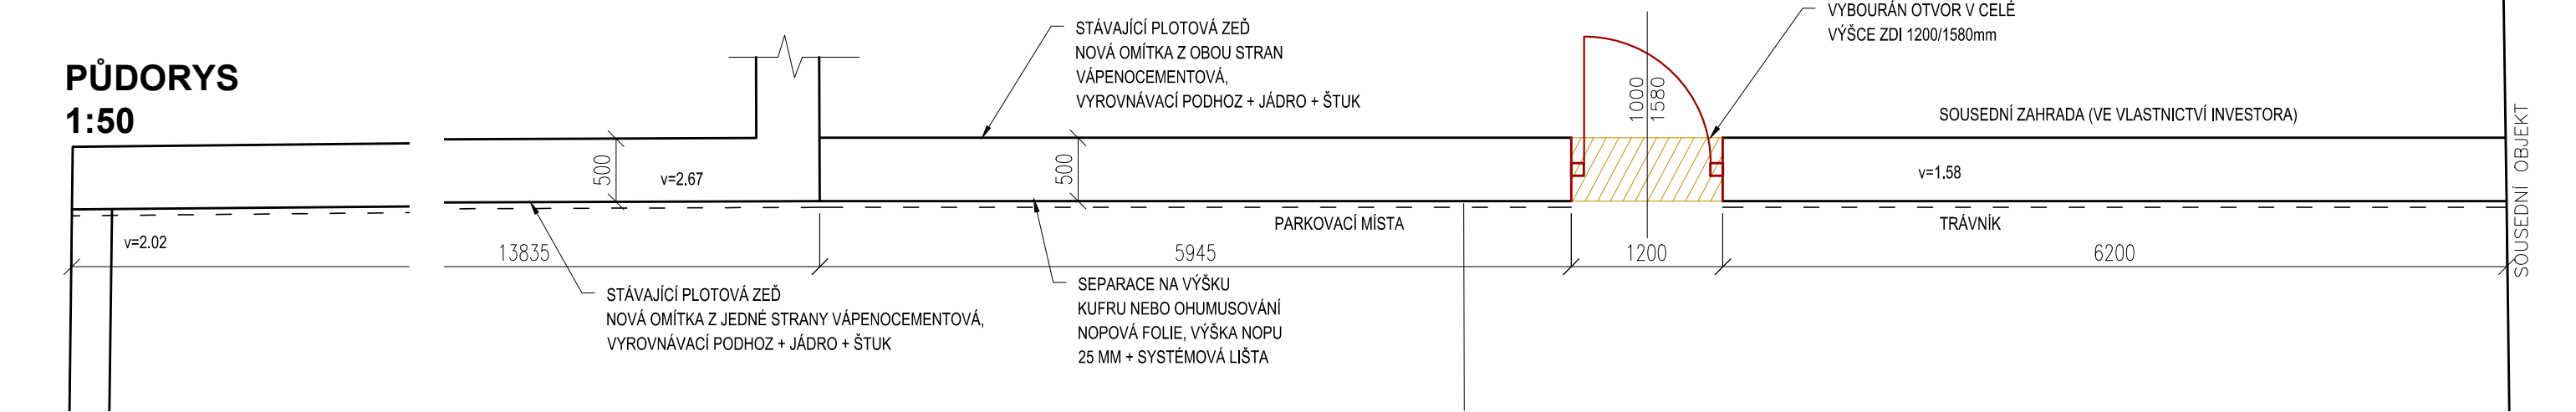 PŮDORYS
1:50
STÁVAJÍCÍ PLOTOVÁ ZEĎ
NOVÁ OMÍTKA Z OBOU STRAN
VÁPENOCEMENTOVÁ,
VYROVNÁVACÍ PODHOZ + JÁDRO + ŠTUK
VYBOURÁN OTVOR V CELÉ
VÝŠCE ZDI 1200/1580mm
1000
1580
SOUSEDNÍ ZAHRADA (VE VLASTNICTVÍ INVESTORA)
SOUSEDNÍ OBJEKT
500
v=2.67
500
v=1.58
v=2.02
PARKOVACÍ MÍSTA
TRÁVNÍK
13835
5945
1200
6200
STÁVAJÍCÍ PLOTOVÁ ZEĎ
NOVÁ OMÍTKA Z JEDNÉ STRANY VÁPENOCEMENTOVÁ,
VYROVNÁVACÍ PODHOZ + JÁDRO + ŠTUK
SEPARACE NA VÝŠKU
KUFRU NEBO OHUMUSOVÁNÍ
NOPOVÁ FOLIE, VÝŠKA NOPU
25 MM + SYSTÉMOVÁ LIŠTA